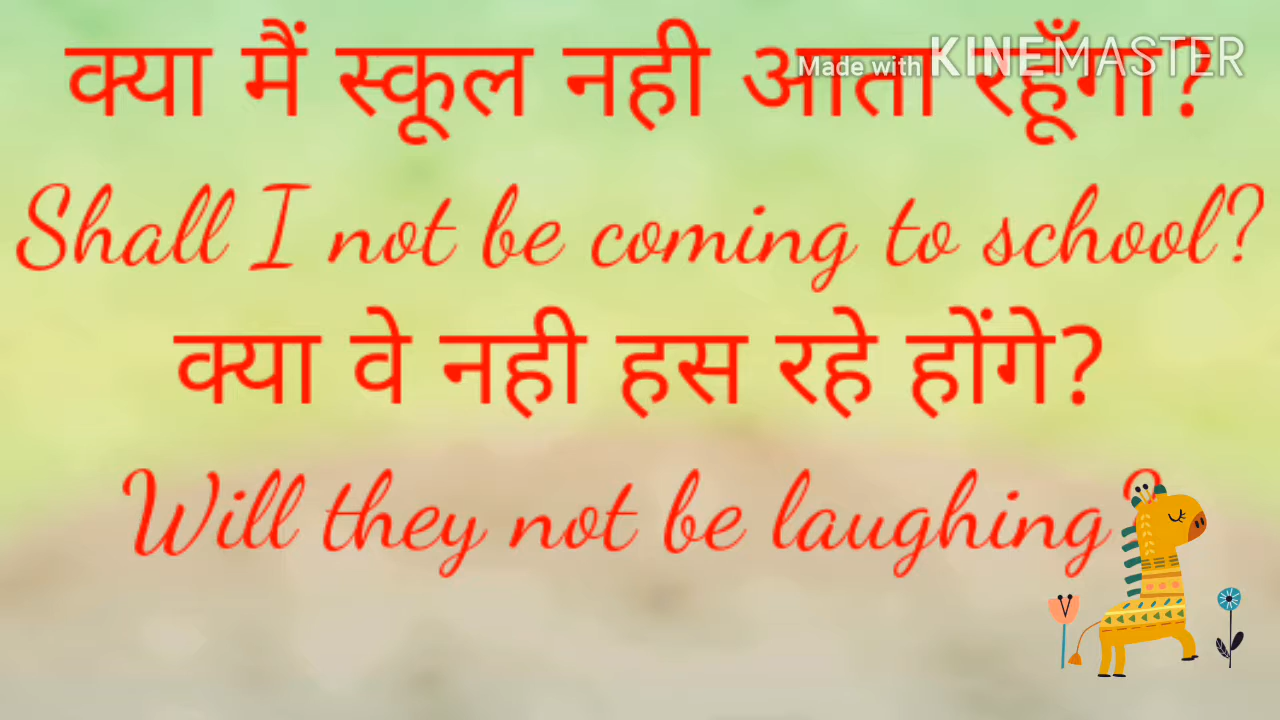 क्या मैं स्कूल नही आता रहूँगा?
Made with KINEMASTER
Shall I not be coming to school?
क्या वे नही हस रहे होंगे?
Will they not be laughing?